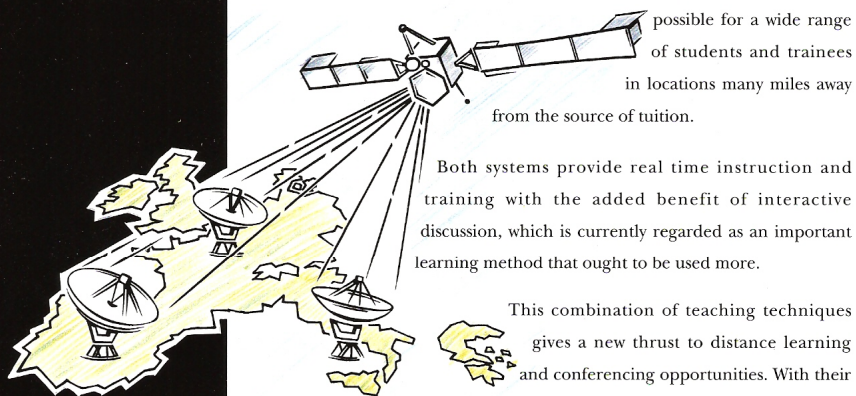 possible for a wide range
of students and trainees
in locations many miles away
from the source of tuition.
Both systems provide real time instruction and
training with the added benefit of interactive
discussion, which is currently regarded as an important
learning method that ought to be used more.
This combination of teaching techniques
gives a new thrust to distance learning
and conferencing opportunities. With their